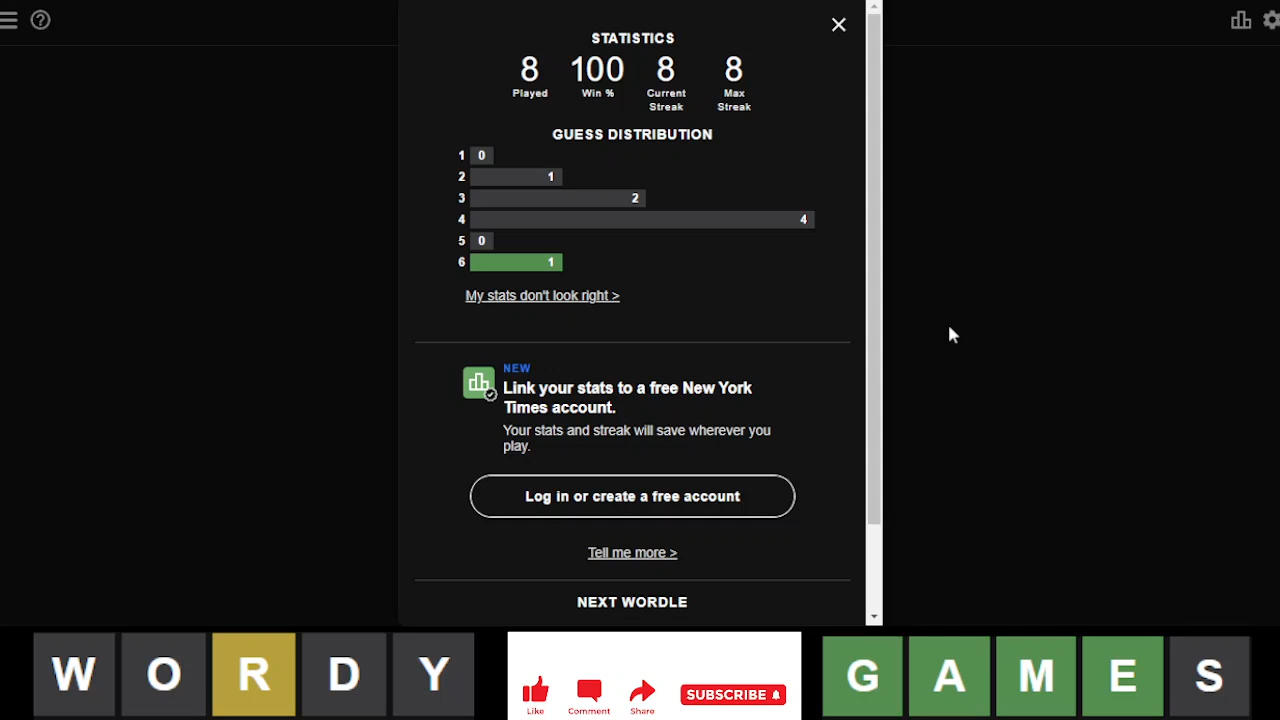 STATISTICS
8 100 8 8
Played Win % Current Streak Max Streak
GUESS DISTRIBUTION
1 0
2 1
3 2
4 4
5 0
6 1
My stats don't look right >
NEW
Link your stats to a free New York
Times account.
Your stats and streak will save wherever you
play.
Log in or create a free account
Tell me more >
NEXT WORDLE
WORDY
Like Comment Share SUBSCRIBE
GAMES